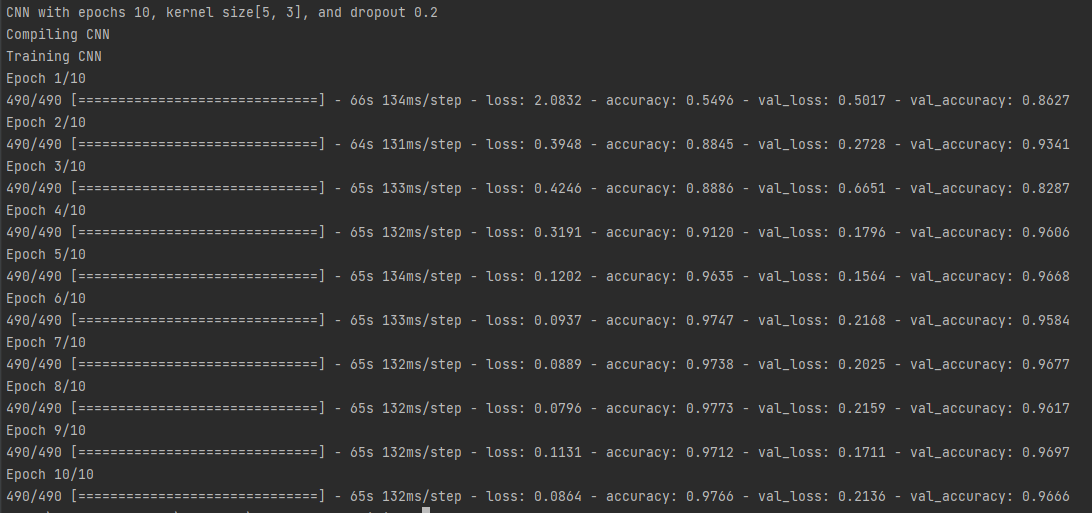 CNN with epochs 10, kernel size[5, 3], and dropout 0.2
Compiling CNN
Training CNN
Epoch 1/10
490/490 [==============================] - 66s 134ms/step - loss: 2.0832 - accuracy: 0.5496 - val_loss: 0.5017 - val_accuracy: 0.8627
Epoch 2/10
490/490 [==============================] - 64s 131ms/step - loss: 0.3948 - accuracy: 0.8845 - val_loss: 0.2728 - val_accuracy: 0.9341
Epoch 3/10
490/490 [==============================] - 65s 133ms/step - loss: 0.4246 - accuracy: 0.8886 - val_loss: 0.6651 - val_accuracy: 0.8287
Epoch 4/10
490/490 [==============================] - 65s 132ms/step - loss: 0.3191 - accuracy: 0.9120 - val_loss: 0.1796 - val_accuracy: 0.9606
Epoch 5/10
490/490 [==============================] - 65s 134ms/step - loss: 0.1202 - accuracy: 0.9635 - val_loss: 0.1564 - val_accuracy: 0.9668
Epoch 6/10
490/490 [==============================] - 65s 133ms/step - loss: 0.0937 - accuracy: 0.9747 - val_loss: 0.2168 - val_accuracy: 0.9584
Epoch 7/10
490/490 [==============================] - 65s 132ms/step - loss: 0.0889 - accuracy: 0.9738 - val_loss: 0.2025 - val_accuracy: 0.9677
Epoch 8/10
490/490 [==============================] - 65s 132ms/step - loss: 0.0796 - accuracy: 0.9773 - val_loss: 0.2159 - val_accuracy: 0.9617
Epoch 9/10
490/490 [==============================] - 65s 132ms/step - loss: 0.1131 - accuracy: 0.9712 - val_loss: 0.1711 - val_accuracy: 0.9697
Epoch 10/10
490/490 [==============================] - 65s 132ms/step - loss: 0.0864 - accuracy: 0.9766 - val_loss: 0.2136 - val_accuracy: 0.9666